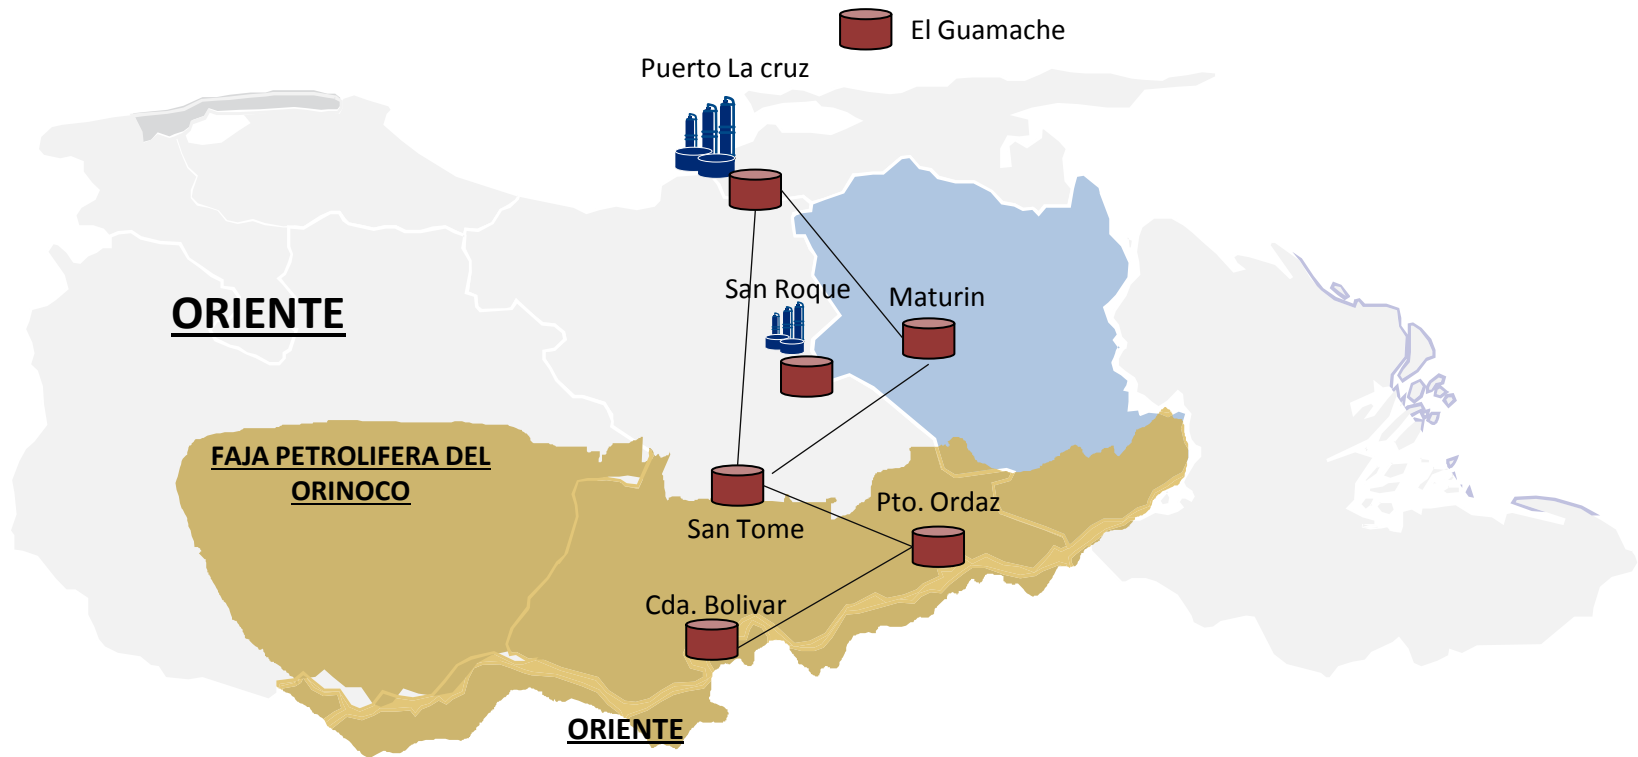 El Guamache
Puerto La cruz
San Roque
Maturin
ORIENTE
FAJA PETROLIFERA DEL
ORINOCO
Pto. Ordaz
San Tome
Cda. Bolivar
ORIENTE